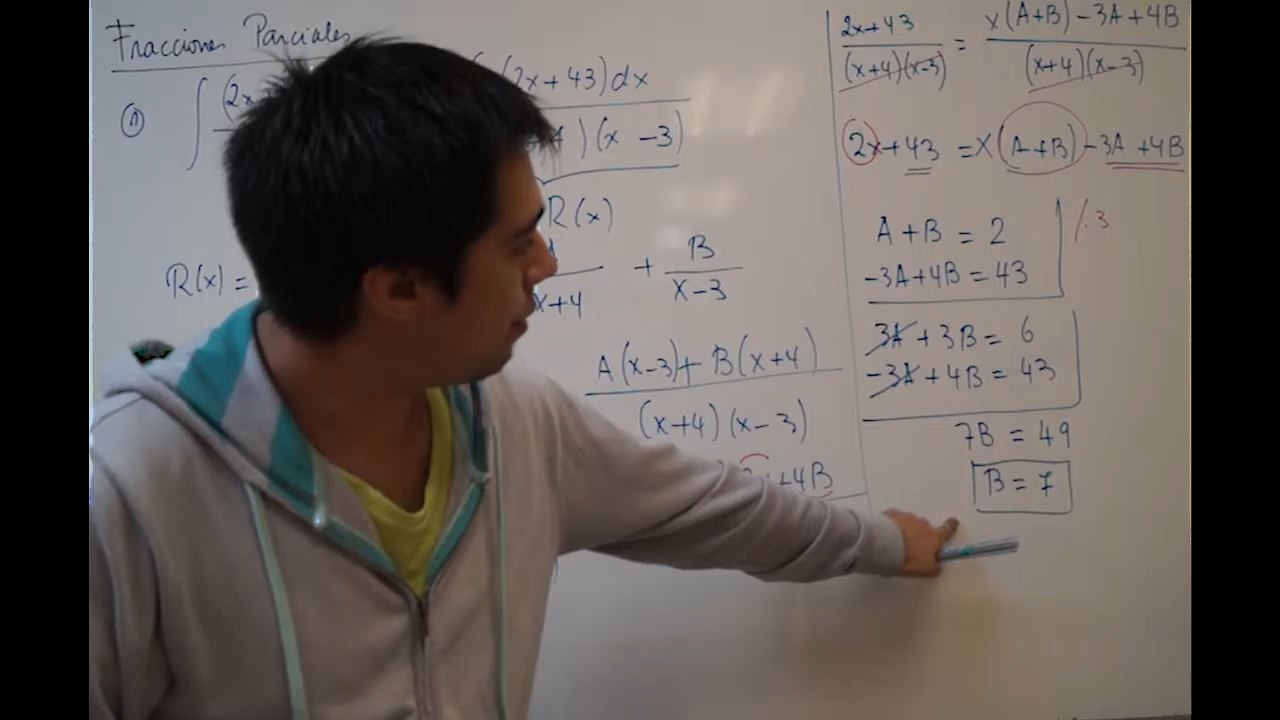 Fracciones Parciales
① ∫ (2x (2x+43)dx
) (x -3)
R(x)
R(x) = A/x+4 + B/x-3
A(x-3)+ B(x+4)
(x+4)(x-3)
+4B
2x+43 / (x+4)(x-3) = x(A+B)-3A+4B / (x+4)(x-3)
2x+43 = X(A+B)-3A+4B
A+B = 2 /·3
-3A+4B = 43
3A+3B = 6
-3A+4B = 43
7B = 49
B = 7